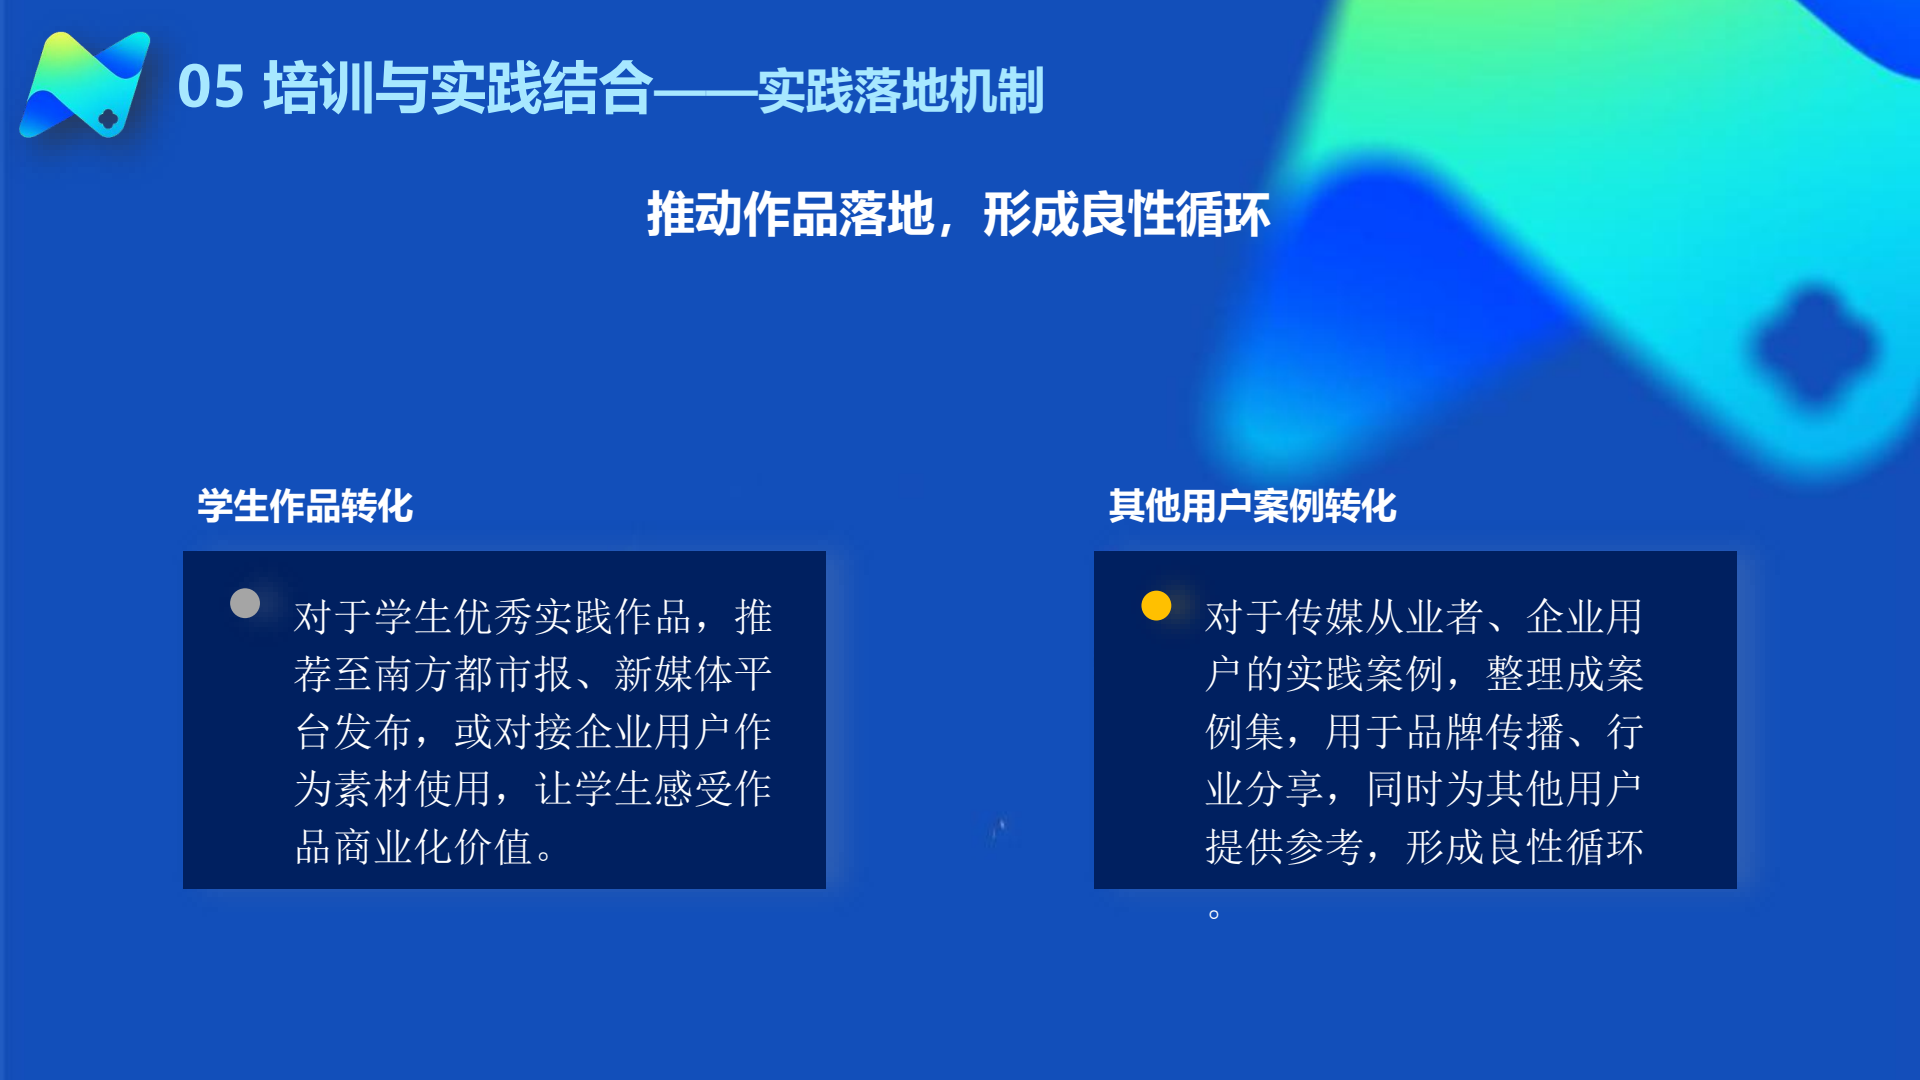 05 培训与实践结合——实践落地机制
推动作品落地，形成良性循环
学生作品转化
对于学生优秀实践作品，推
荐至南方都市报、新媒体平
台发布，或对接企业用户作
为素材使用，让学生感受作
品商业化价值。
其他用户案例转化
对于传媒从业者、企业用
户的实践案例，整理成案
例集，用于品牌传播、行
业分享，同时为其他用户
提供参考，形成良性循环
。